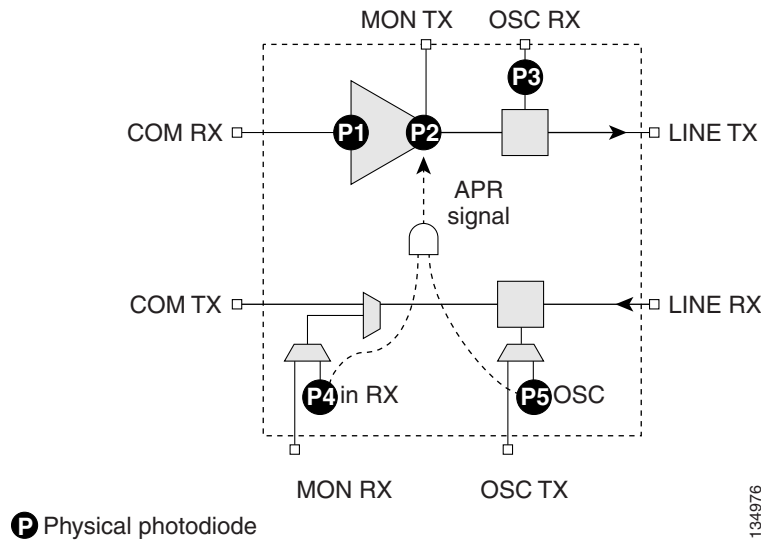 MON TX
OSC RX
P3
COM RX
P1
P2
LINE TX
APR
signal
COM TX
LINE RX
P4
in RX
P5
OSC
MON RX
OSC TX
P Physical photodiode
134976